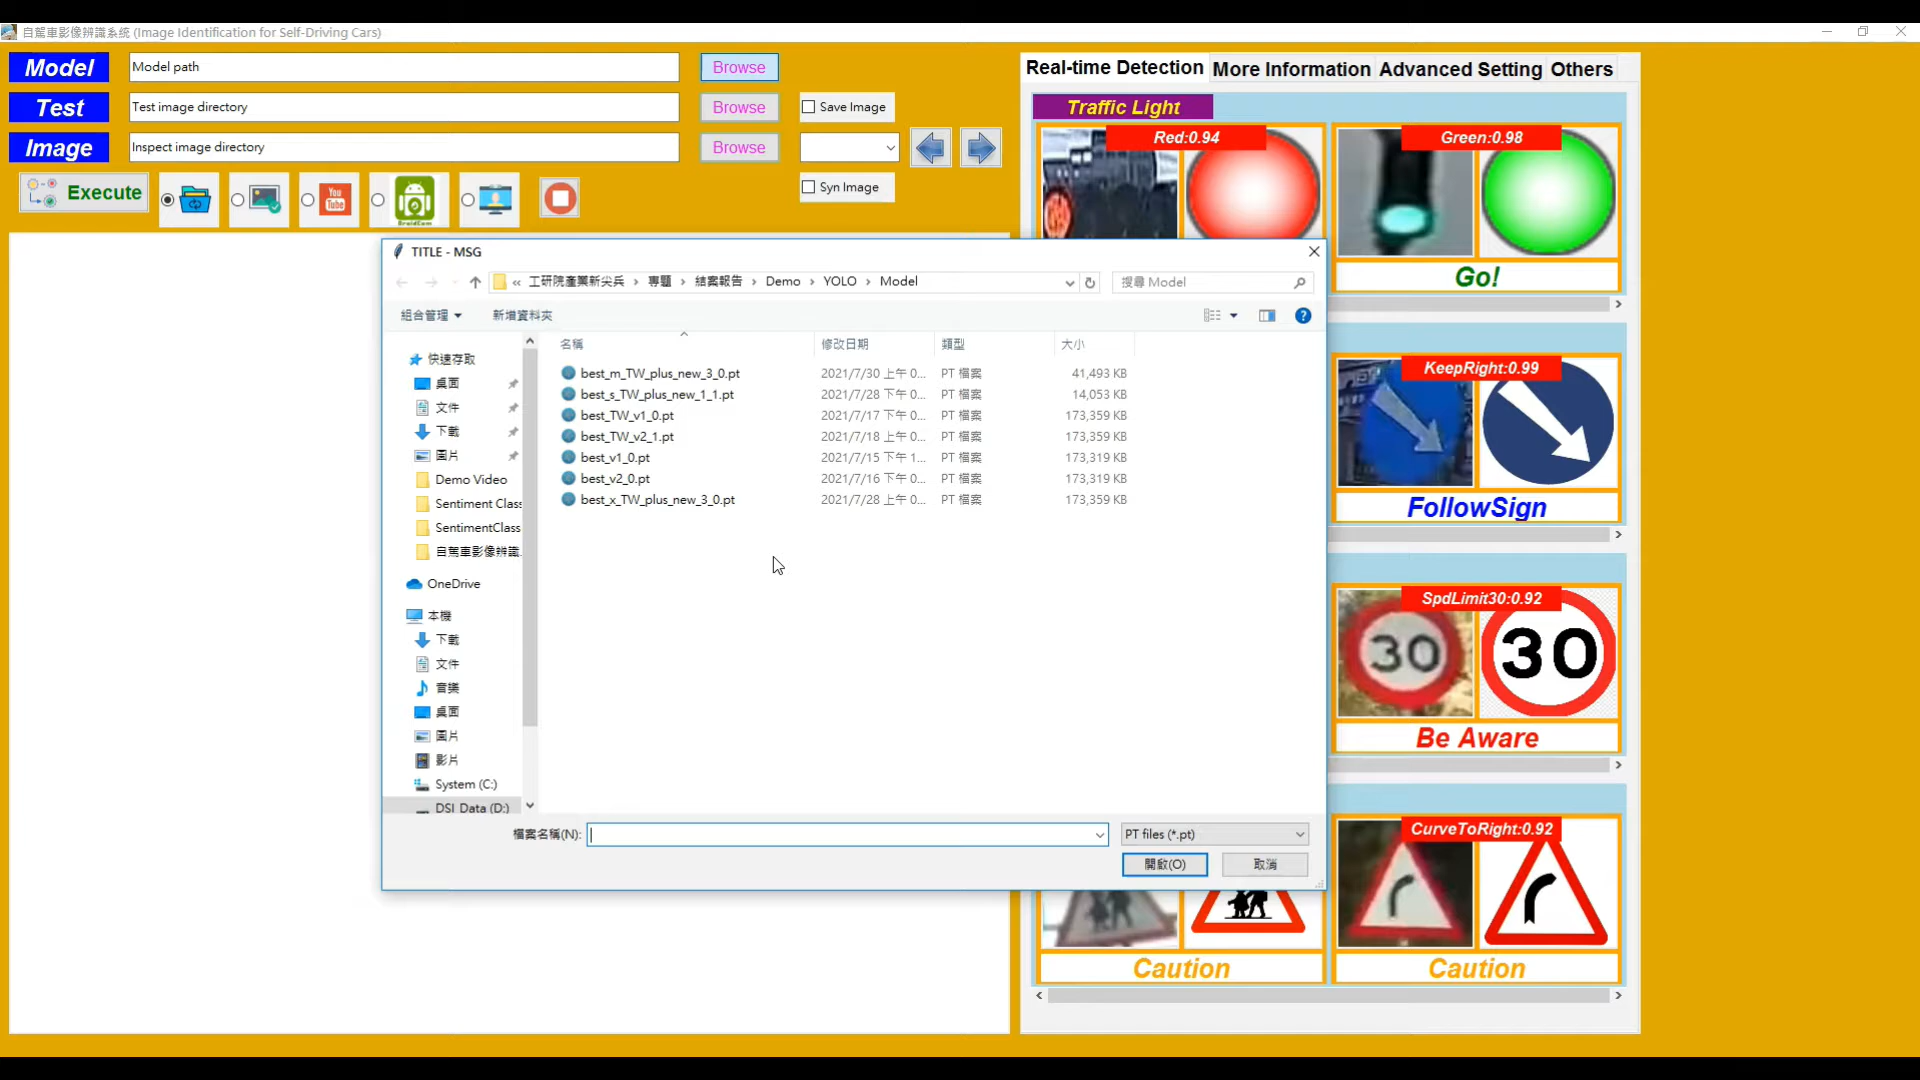 自駕車影像辨識系統 (Image Identification for Self-Driving Cars)
Model
Model path
Browse
Test
Test image directory
Browse
Save Image
Image
Inspect image directory
Browse
Syn Image
Execute
You
Tube
DroidCam
Real-time Detection
More Information
Advanced Setting
Others
Traffic Light
Red:0.94
Green:0.98
Go!
KeepRight:0.99
FollowSign
SpdLimit30:0.92
30
30
Be Aware
CurveToRight:0.92
Caution
Caution
TITLE - MSG
« 工研院產業新尖兵 › 專題 › 結案報告 › Demo › YOLO › Model
搜尋 Model
組合管理
新增資料夾
名稱
修改日期
類型
大小
best_m_TW_plus_new_3_0.pt 2021/7/30 上午 0... PT 檔案 41,493 KB
best_s_TW_plus_new_1_1.pt 2021/7/28 下午 0... PT 檔案 14,053 KB
best_TW_v1_0.pt 2021/7/17 下午 0... PT 檔案 173,359 KB
best_TW_v2_1.pt 2021/7/18 上午 0... PT 檔案 173,359 KB
best_v1_0.pt 2021/7/15 下午 1... PT 檔案 173,319 KB
best_v2_0.pt 2021/7/16 下午 0... PT 檔案 173,319 KB
best_x_TW_plus_new_3_0.pt 2021/7/28 上午 0... PT 檔案 173,359 KB
快速存取
桌面
文件
下載
圖片
Demo Video
Sentiment Class
SentimentClass
自駕車影像辨識
OneDrive
本機
下載
文件
音樂
桌面
圖片
影片
System (C:)
DSI_Data (D:)
檔案名稱(N):
PT files (*.pt)
開啟(O)
取消